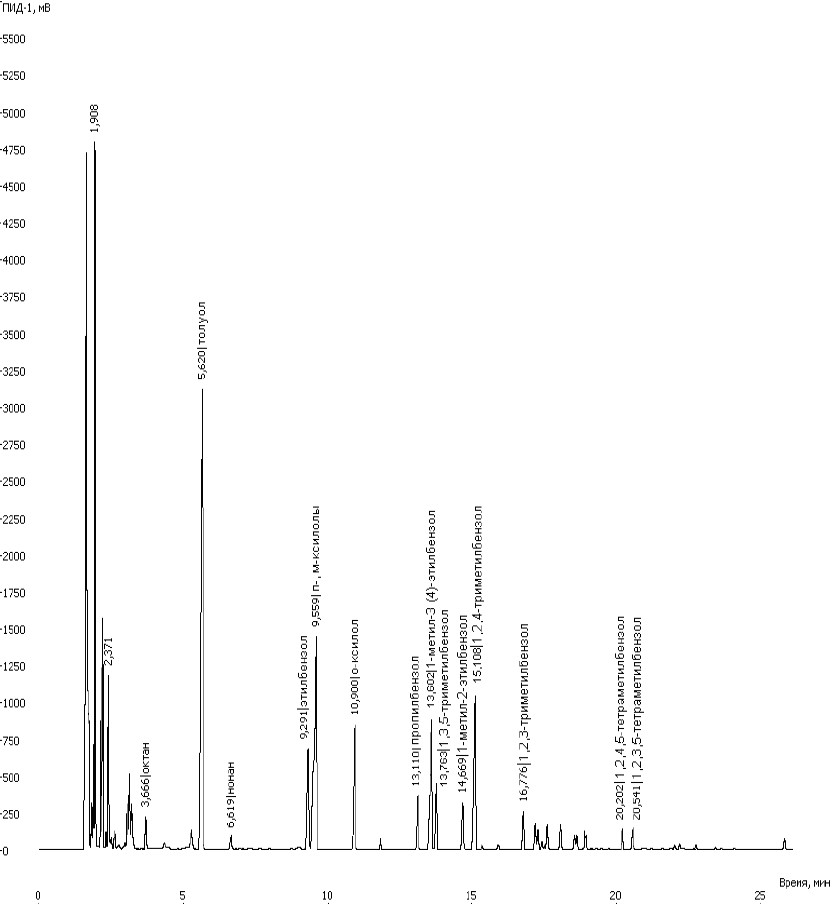 ПИД-1, мВ
5500
5250
5000
4750
4500
4250
4000
3750
3500
3250
3000
2750
2500
2250
2000
1750
1500
1250
1000
750
500
250
0
1,908
2,371
3,666|октан
5,620|толуол
6,619|нонан
9,291|этилбензол
9,559|п-, м-ксилолы
10,900|о-ксилол
13,110|пропилбензол
13,602|1-метил-3 (4)-этилбензол
13,763|1,3,5-триметилбензол
14,669|1-метил-2-этилбензол
15,108|1,2,4-триметилбензол
16,776|1,2,3-триметилбензол
20,202|1,2,4,5-тетраметилбензол
20,541|1,2,3,5-тетраметилбензол
Время, мин
0
5
10
15
20
25